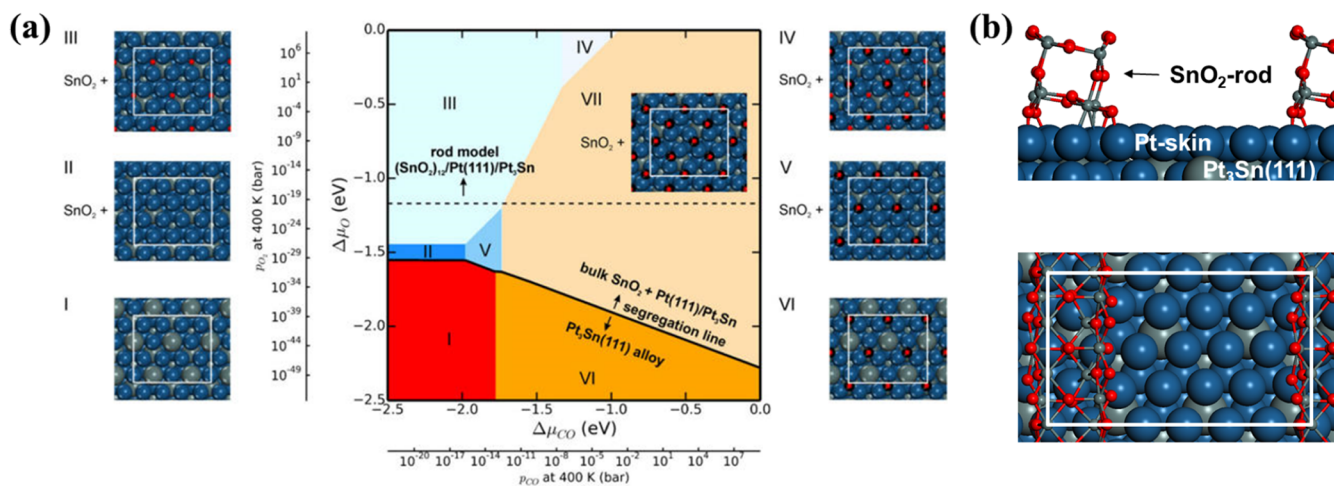 (a)
III
SnO2 +
II
SnO2 +
I
pO2 at 400 K (bar)
10^6
10^1
10^-4
10^-9
10^-14
10^-19
10^-24
10^-29
10^-34
10^-39
10^-44
10^-49
ΔμO (eV)
0.0
−0.5
−1.0
−1.5
−2.0
−2.5
III
IV
VII
SnO2 +
rod model
(SnO2)12/Pt(111)/Pt3Sn
II
V
bulk SnO2 + Pt(111)/Pt3Sn
segregation line
Pt3Sn(111) alloy
I
VI
−2.5
−2.0
−1.5
−1.0
−0.5
0.0
ΔμCO (eV)
10^-20
10^-17
10^-14
10^-11
10^-8
10^-5
10^-2
10^1
10^4
10^7
pCO at 400 K (bar)
IV
SnO2 +
V
SnO2 +
VI
(b)
SnO2-rod
Pt-skin
Pt3Sn(111)